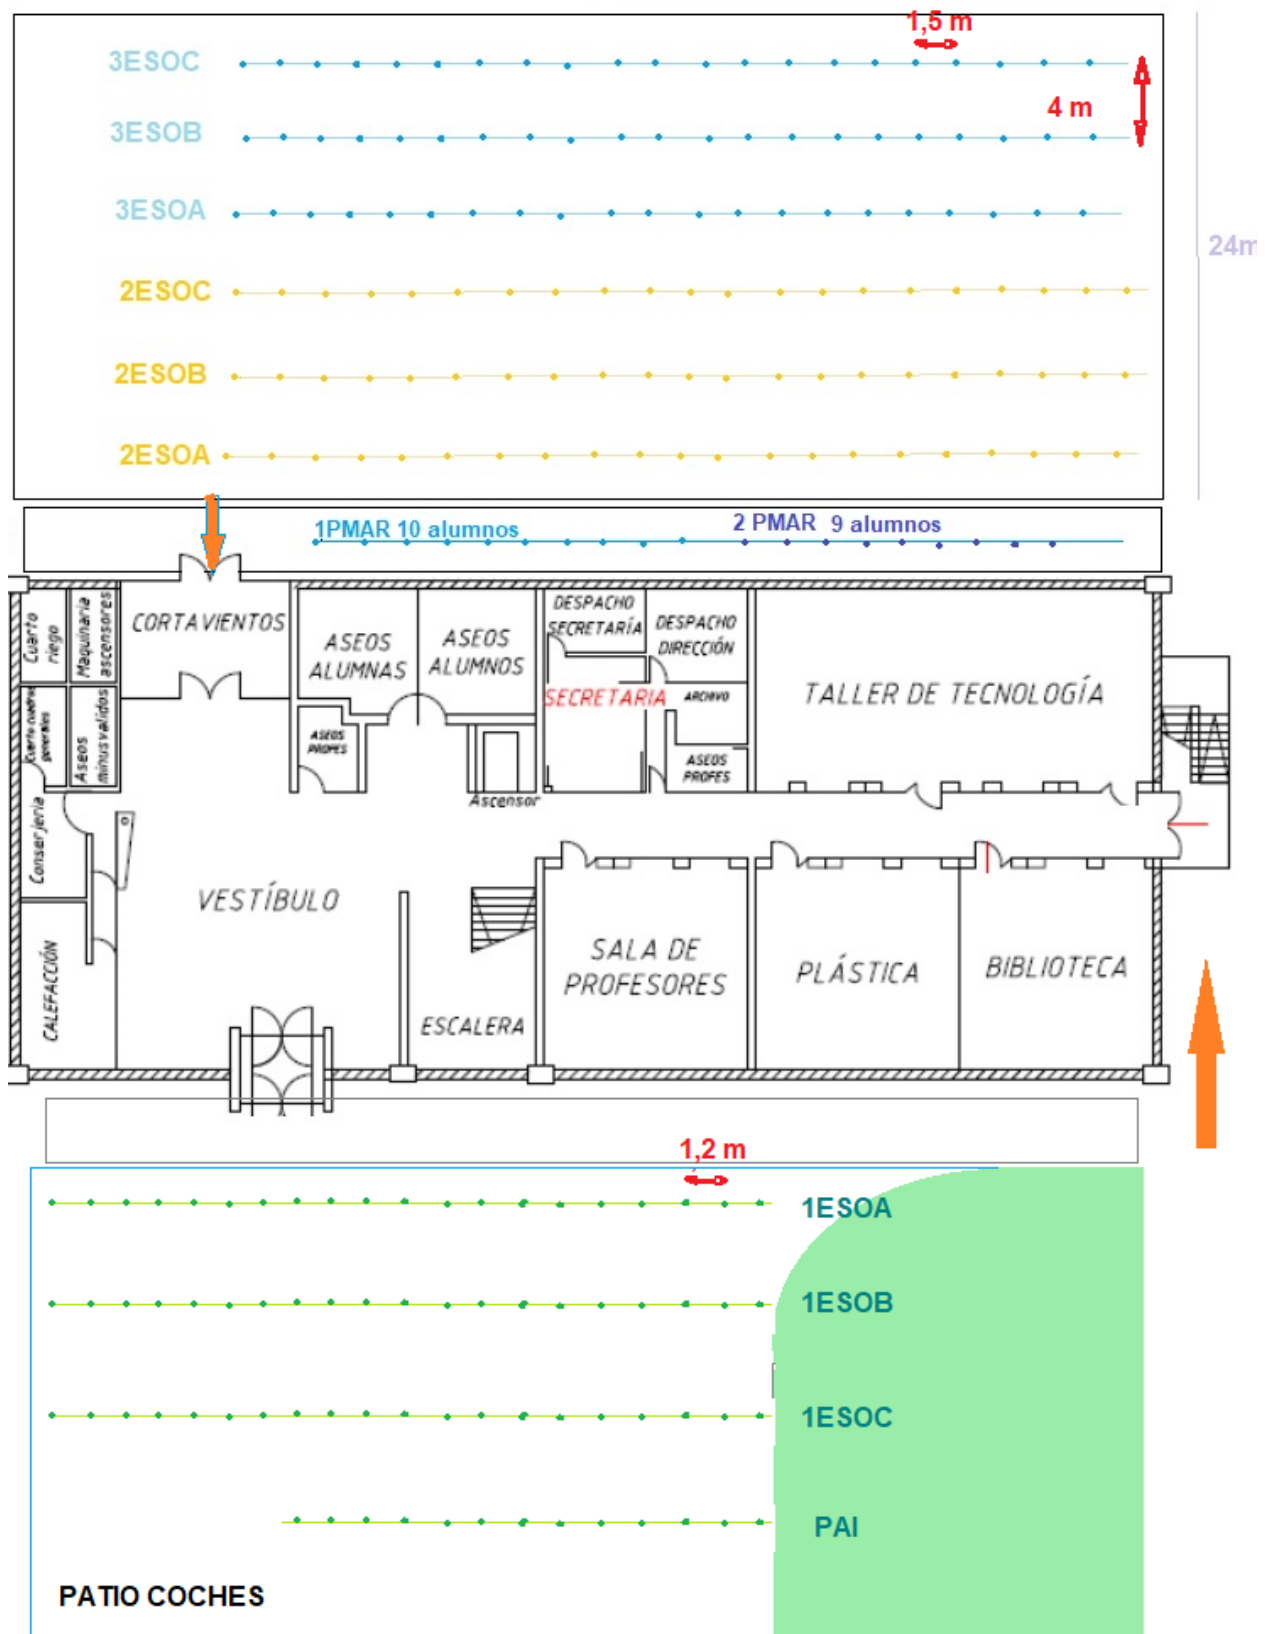 1,5 m
3ESOC
4 m
3ESOB
3ESOA
24m
2ESOC
2ESOB
2ESOA
1PMAR 10 alumnos
2 PMAR 9 alumnos
Cuarto
riego
Maquinaria
ascensores
CORTAVIENTOS
ASEOS
ALUMNAS
ASEOS
ALUMNOS
DESPACHO
SECRETARÍA
DESPACHO
DIRECCIÓN
SECRETARIA
ARCHIVO
TALLER DE TECNOLOGÍA
Cuarto cuadros
generales
Aseos
minusvalidos
ASEOS
PROFES
ASEOS
PROFES
Ascensor
Conserjería
VESTÍBULO
SALA DE
PROFESORES
PLÁSTICA
BIBLIOTECA
CALEFACCIÓN
ESCALERA
1,2 m
1ESOA
1ESOB
1ESOC
PAI
PATIO COCHES